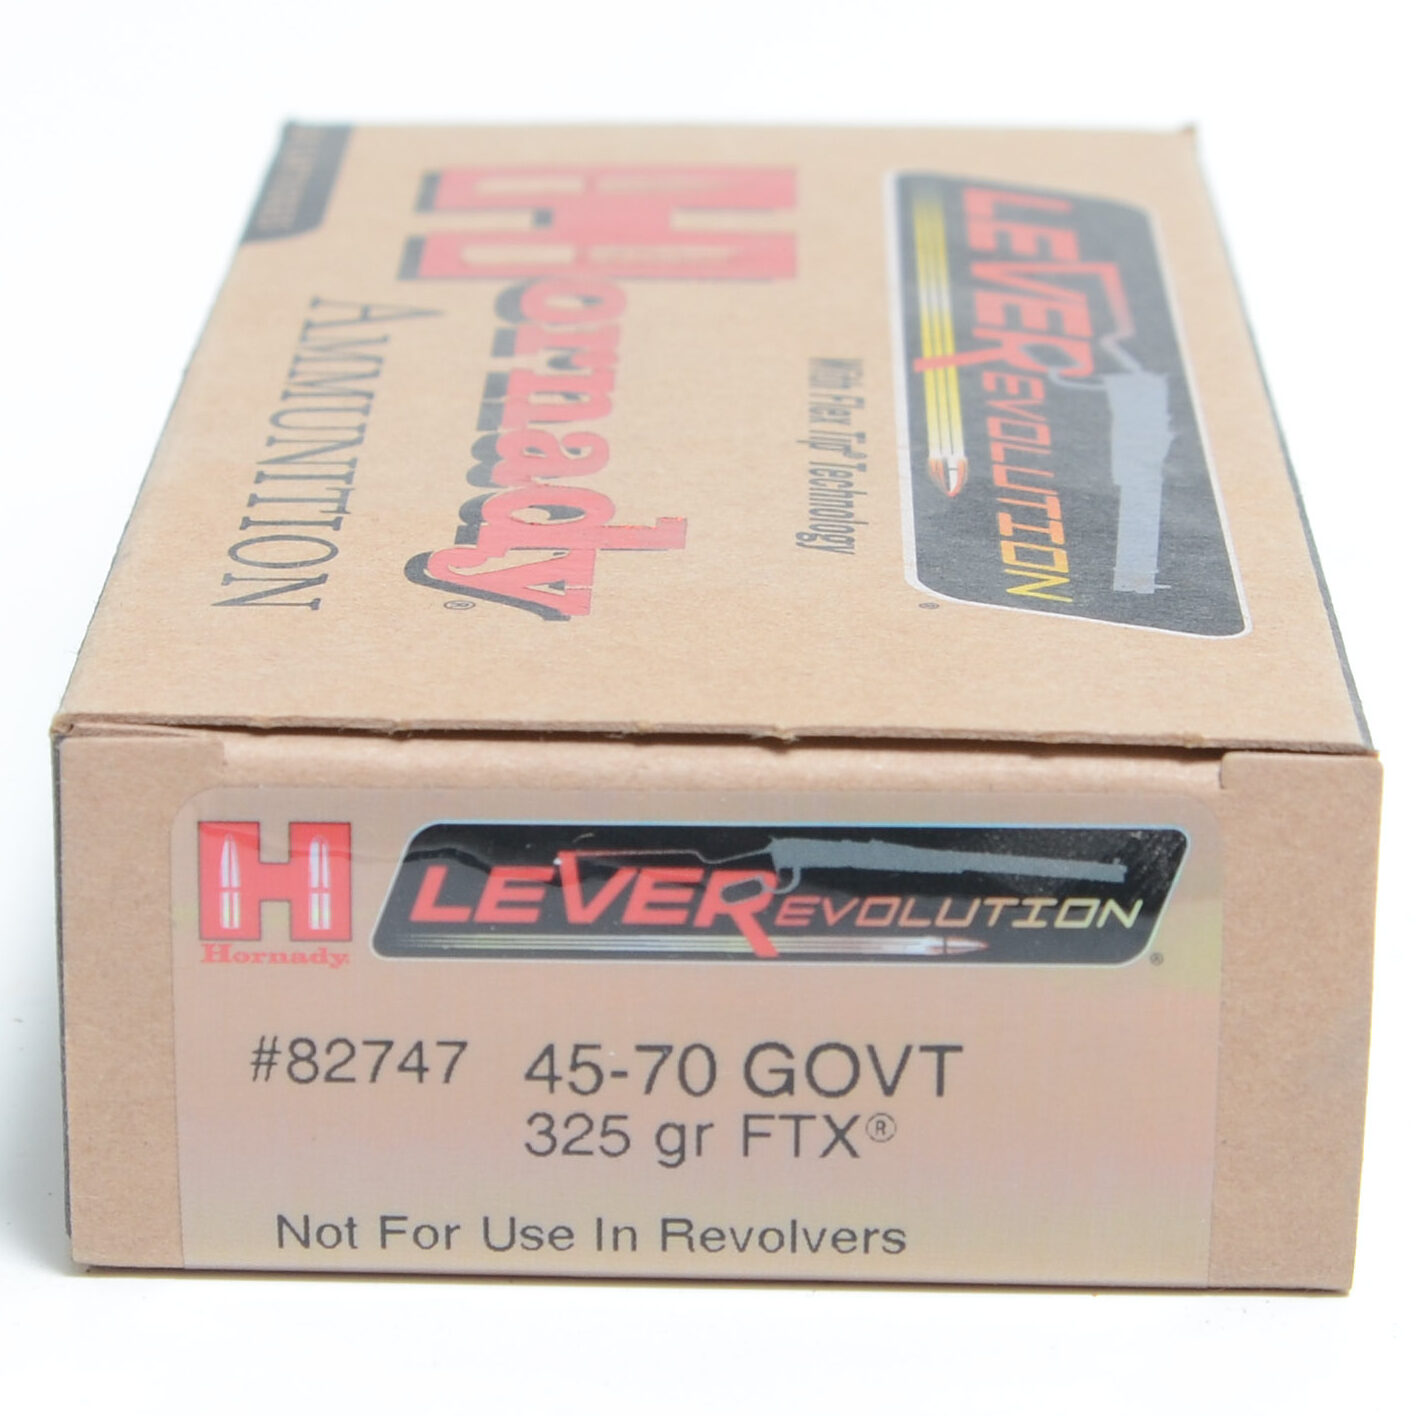 Hornady®
AMMUNITION
LEVEREVOLUTION®
With Flex Tip® Technology
H
Hornady
LEVEREVOLUTION®
#82747 45-70 GOVT
325 gr FTX®
Not For Use In Revolvers